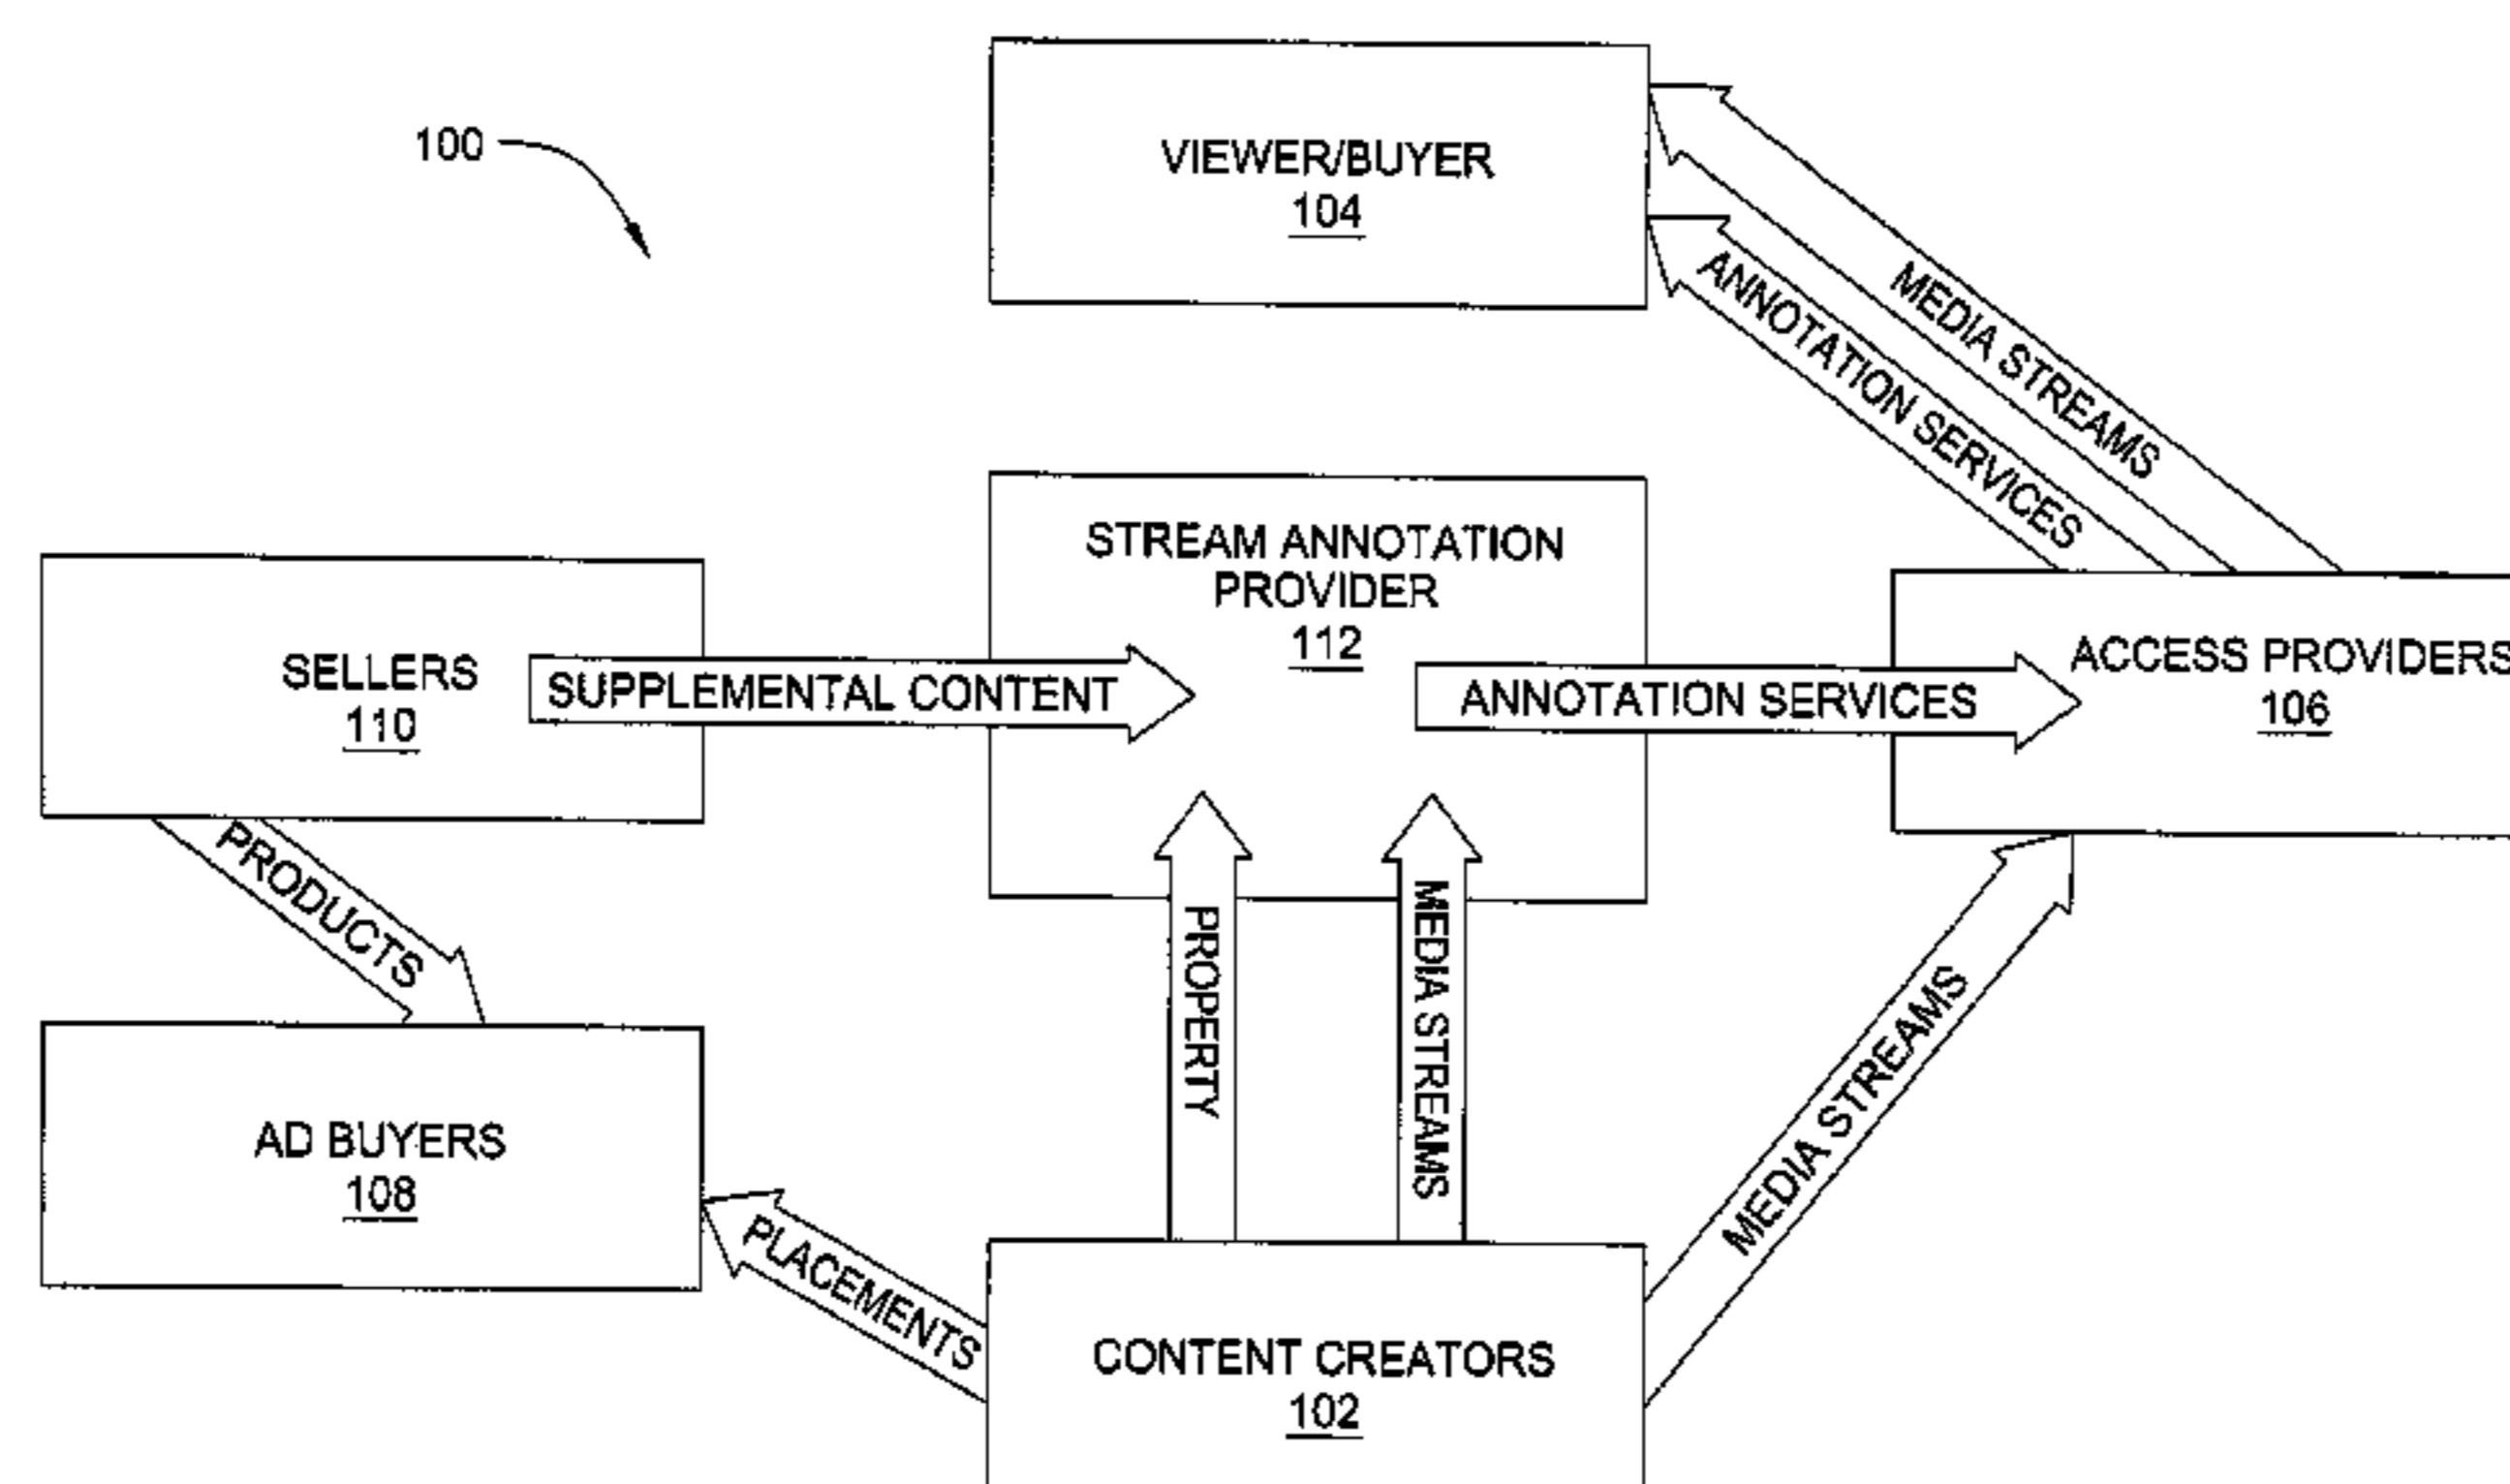 100
VIEWER/BUYER
104
MEDIA STREAMS
ANNOTATION SERVICES
STREAM ANNOTATION
PROVIDER
112
SELLERS
110
SUPPLEMENTAL CONTENT
ANNOTATION SERVICES
ACCESS PROVIDERS
106
PRODUCTS
PROPERTY
MEDIA STREAMS
MEDIA STREAMS
AD BUYERS
108
PLACEMENTS
CONTENT CREATORS
102